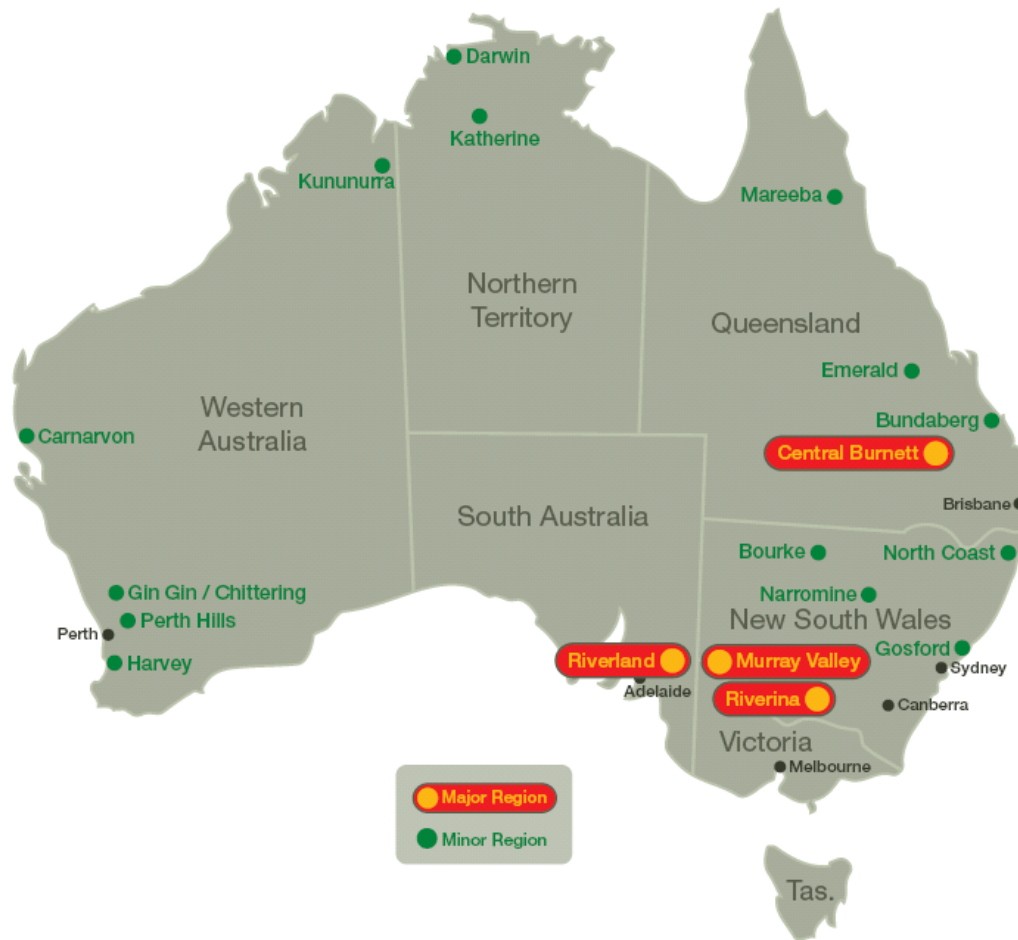 Darwin
Katherine
Kununurra
Mareeba
Northern
Territory
Queensland
Emerald
Western
Australia
Carnarvon
Bundaberg
Central Burnett
South Australia
Brisbane
Bourke
North Coast
Gin Gin / Chittering
Narromine
Perth Hills
New South Wales
Perth
Gosford
Harvey
Riverland
Murray Valley
Sydney
Adelaide
Riverina
Canberra
Victoria
Melbourne
Major Region
Minor Region
Tas.